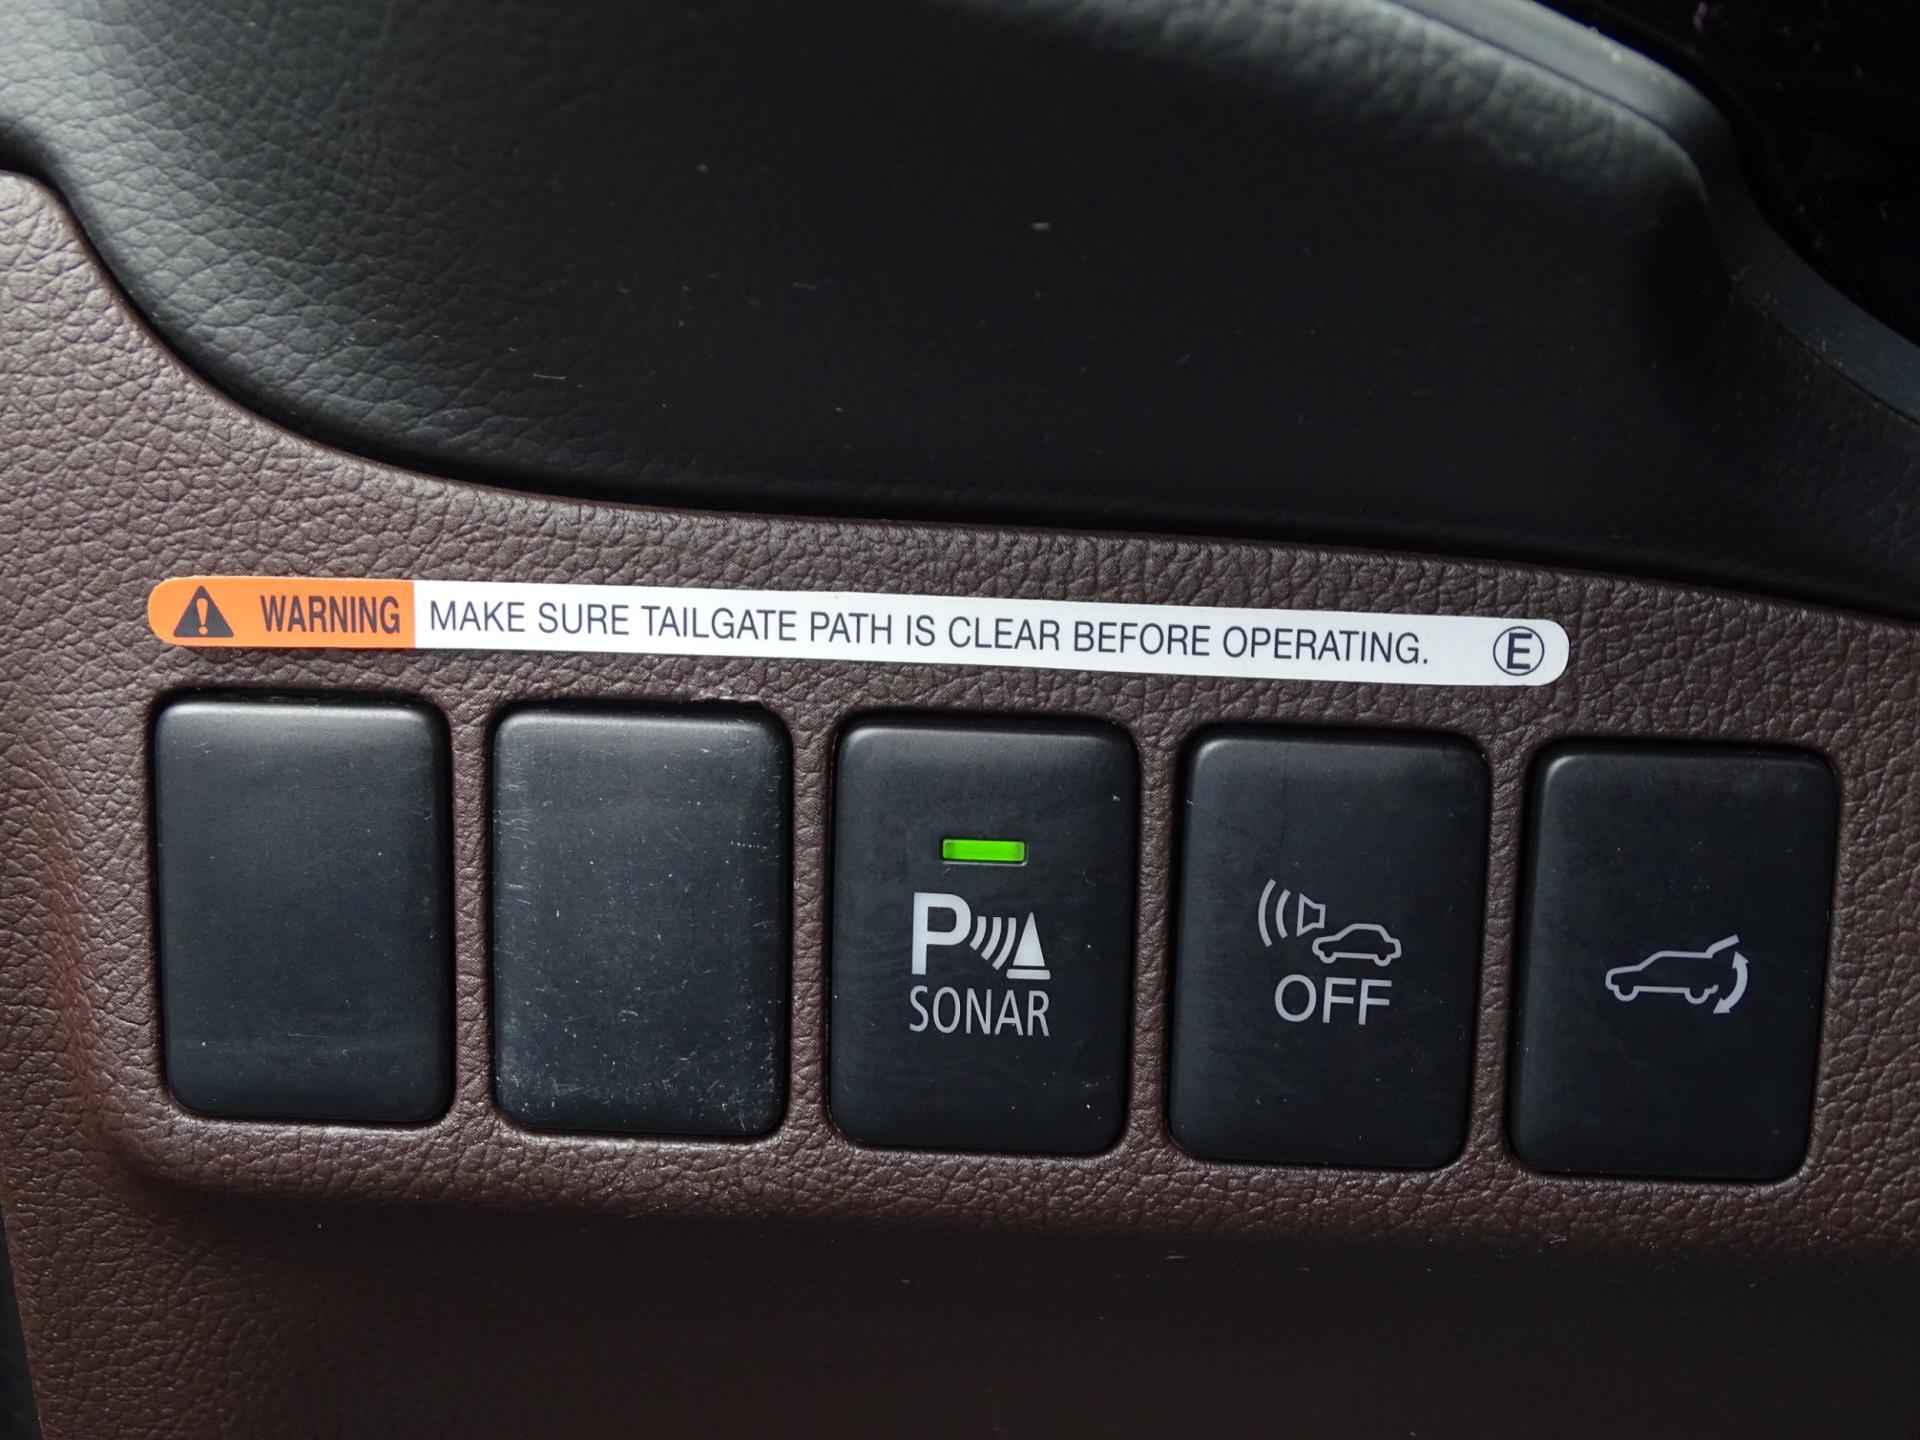 WARNING MAKE SURE TAILGATE PATH IS CLEAR BEFORE OPERATING. E
P
SONAR
OFF